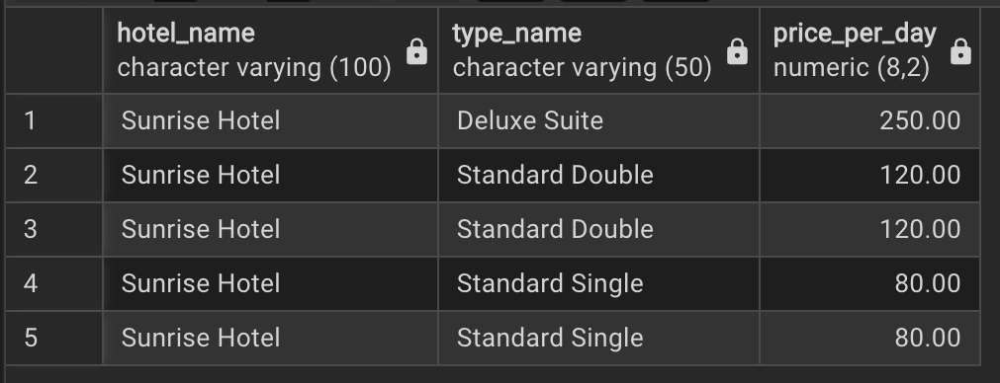 hotel_name type_name price_per_day
character varying (100) character varying (50) numeric (8,2)
1 Sunrise Hotel Deluxe Suite 250.00
2 Sunrise Hotel Standard Double 120.00
3 Sunrise Hotel Standard Double 120.00
4 Sunrise Hotel Standard Single 80.00
5 Sunrise Hotel Standard Single 80.00